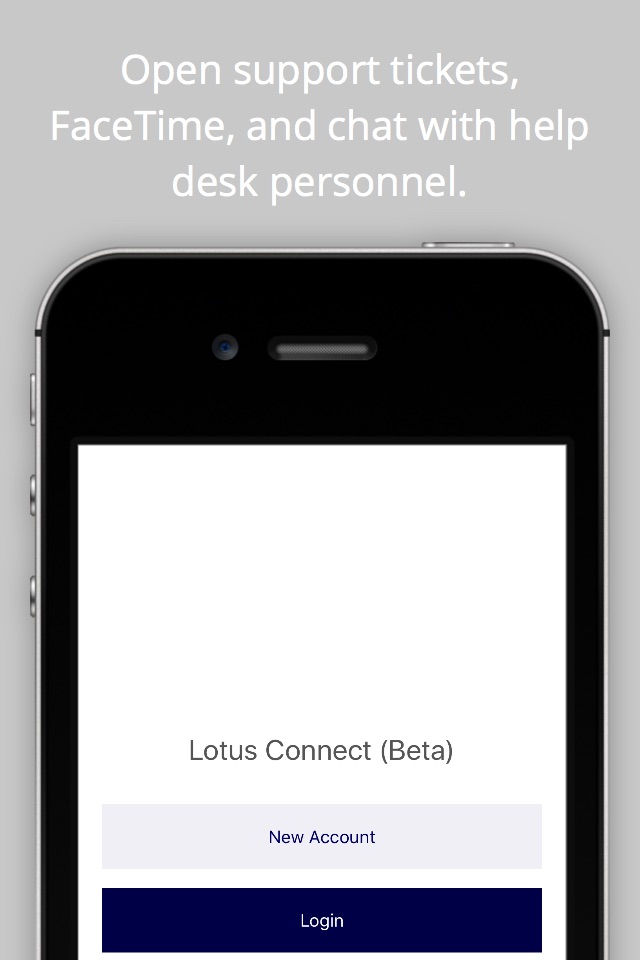 Open support tickets,
FaceTime, and chat with help
desk personnel.
Lotus Connect (Beta)
New Account
Login